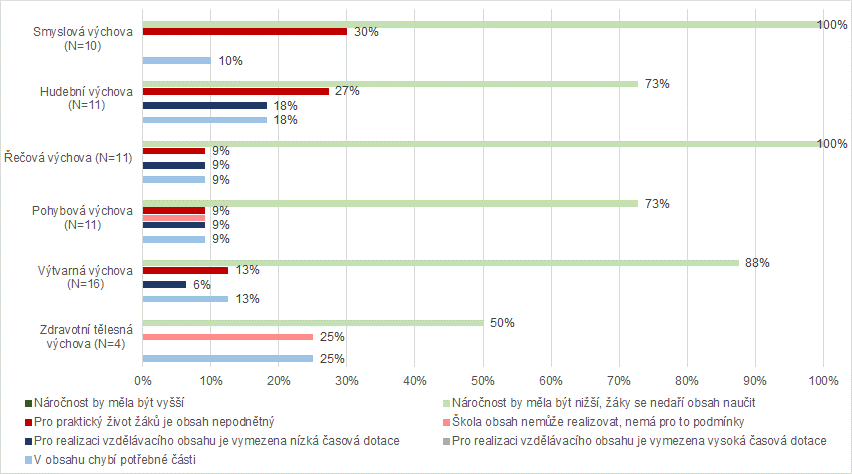 Smyslová výchova
(N=10)
100%
30%
10%
Hudební výchova
(N=11)
73%
27%
18%
18%
Řečová výchova (N=11)
100%
9%
9%
9%
Pohybová výchova
(N=11)
73%
9%
9%
9%
Výtvarná výchova
(N=16)
88%
13%
6%
13%
Zdravotní tělesná
výchova (N=4)
50%
25%
25%
0% 10% 20% 30% 40% 50% 60% 70% 80% 90% 100%
Náročnost by měla být vyšší
Náročnost by měla být nižší, žáky se nedaří obsah naučit
Pro praktický život žáků je obsah nepodnětný
Škola obsah nemůže realizovat, nemá pro to podmínky
Pro realizaci vzdělávacího obsahu je vymezena nízká časová dotace
Pro realizaci vzdělávacího obsahu je vymezena vysoká časová dotace
V obsahu chybí potřebné části